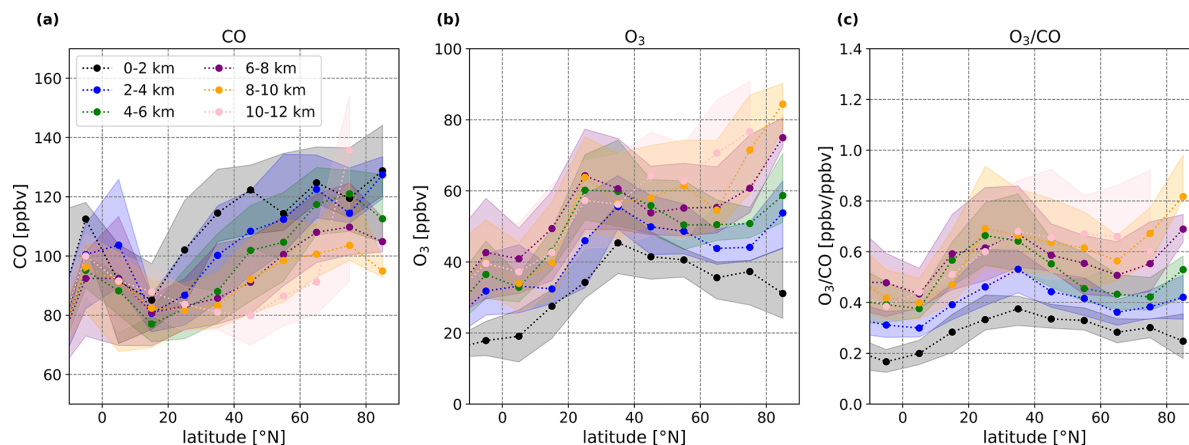 (a)
CO
CO [ppbv]
160
140
120
100
80
60
0-2 km
2-4 km
4-6 km
6-8 km
8-10 km
10-12 km
0 20 40 60 80
latitude [°N]
(b)
O₃
O₃ [ppbv]
100
80
60
40
20
0
0 20 40 60 80
latitude [°N]
(c)
O₃/CO
O₃/CO [ppbv/ppbv]
1.4
1.2
1.0
0.8
0.6
0.4
0.2
0.0
0 20 40 60 80
latitude [°N]